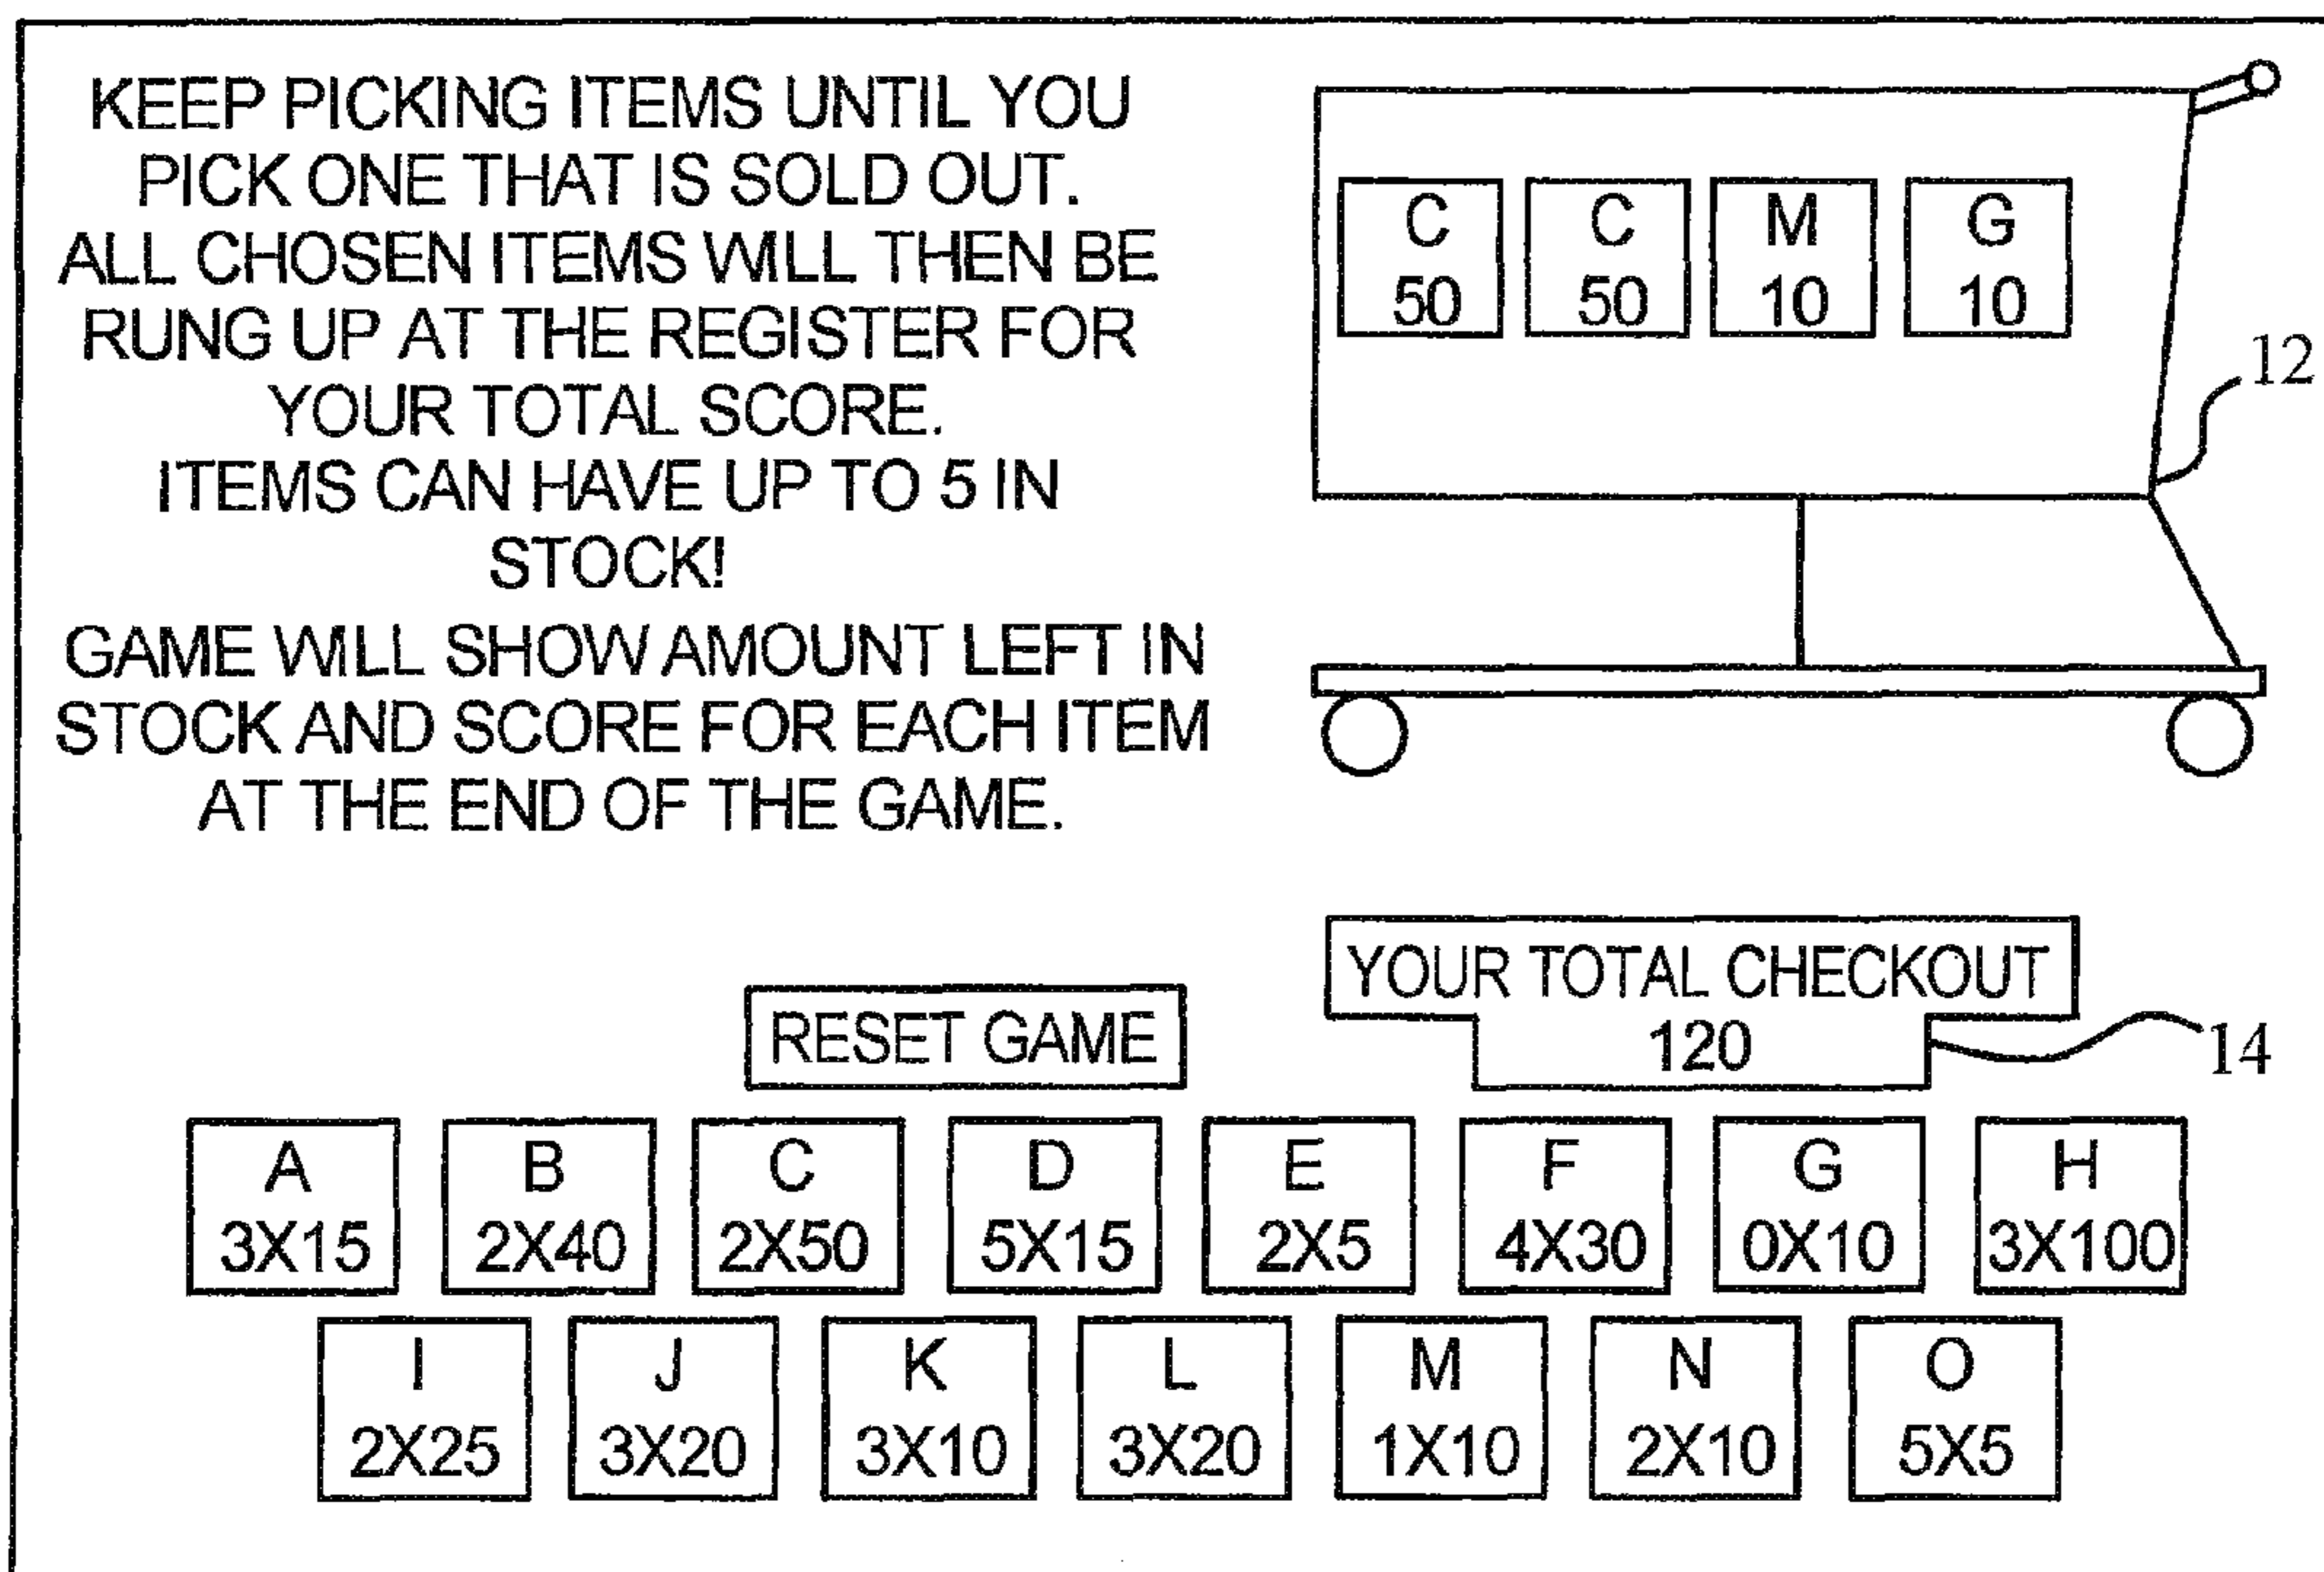 KEEP PICKING ITEMS UNTIL YOU
PICK ONE THAT IS SOLD OUT.
ALL CHOSEN ITEMS WILL THEN BE
RUNG UP AT THE REGISTER FOR
YOUR TOTAL SCORE.
ITEMS CAN HAVE UP TO 5 IN
STOCK!
GAME WILL SHOW AMOUNT LEFT IN
STOCK AND SCORE FOR EACH ITEM
AT THE END OF THE GAME.
C C M G
50 50 10 10
12
YOUR TOTAL CHECKOUT
120
14
RESET GAME
A B C D E F G H
3X15 2X40 2X50 5X15 2X5 4X30 0X10 3X100
I J K L M N O
2X25 3X20 3X10 3X20 1X10 2X10 5X5